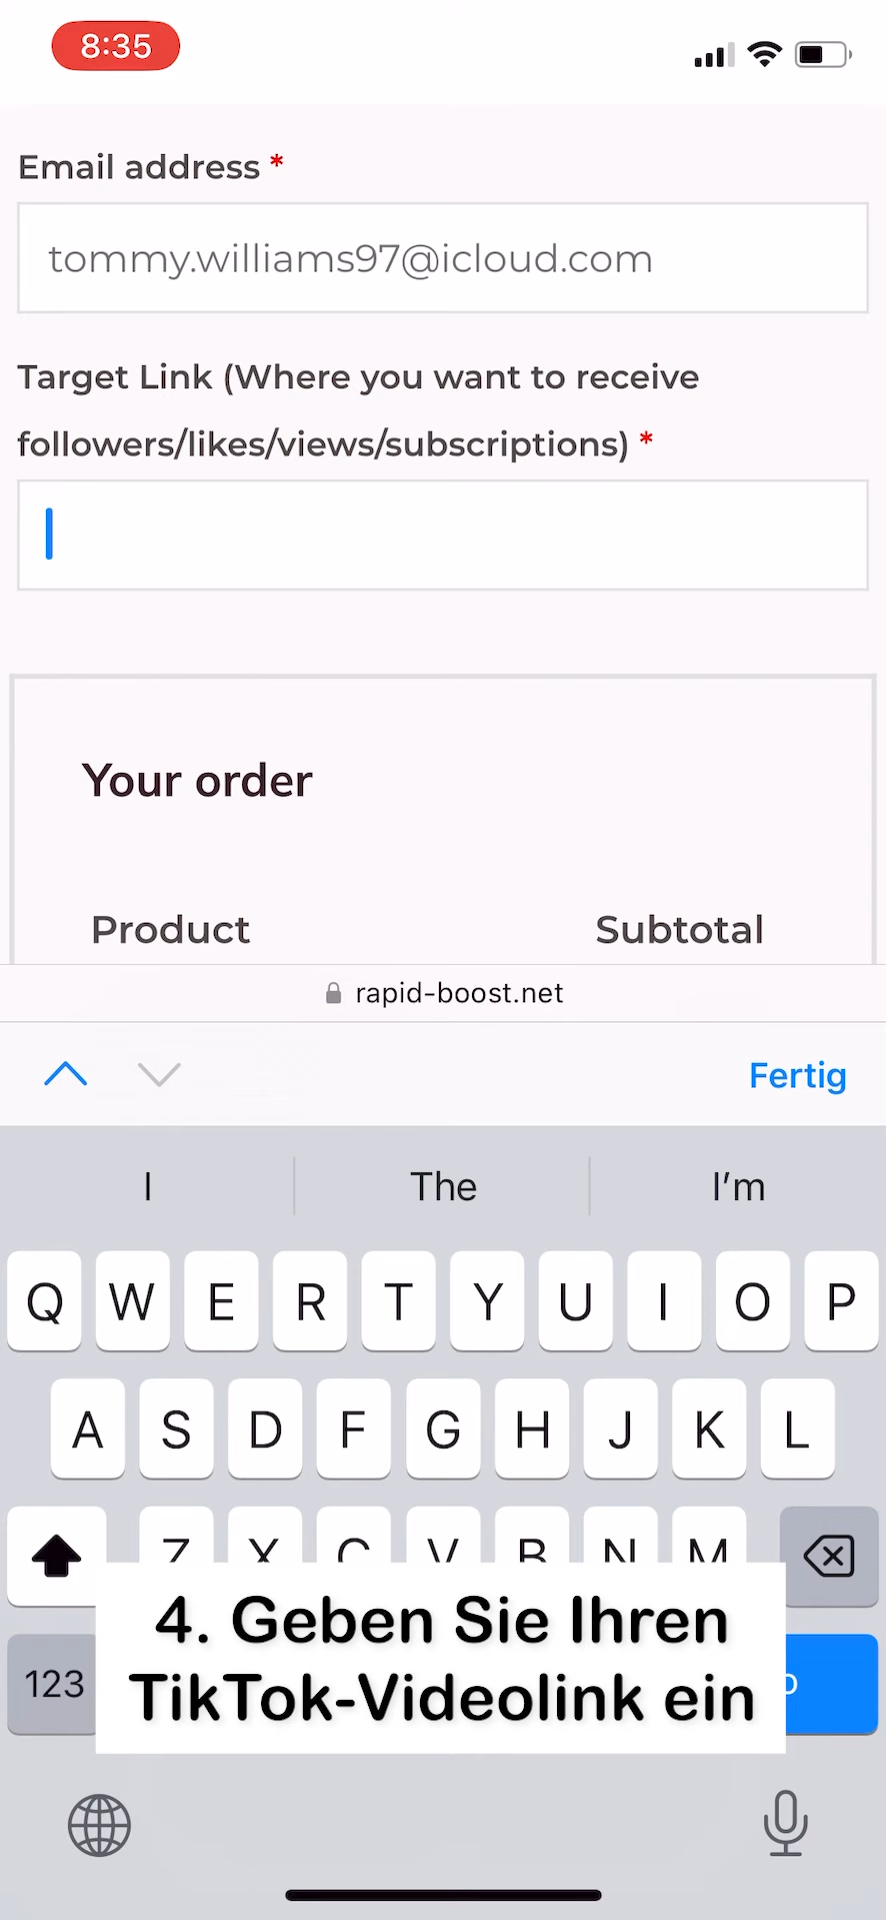 8:35
Email address *
tommy.williams97@icloud.com
Target Link (Where you want to receive
followers/likes/views/subscriptions) *
Your order
Product Subtotal
rapid-boost.net
Fertig
I The I'm
Q W E R T Y U I O P
A S D F G H J K L
Z X C V B N M
4. Geben Sie Ihren
123
TikTok-Videolink ein